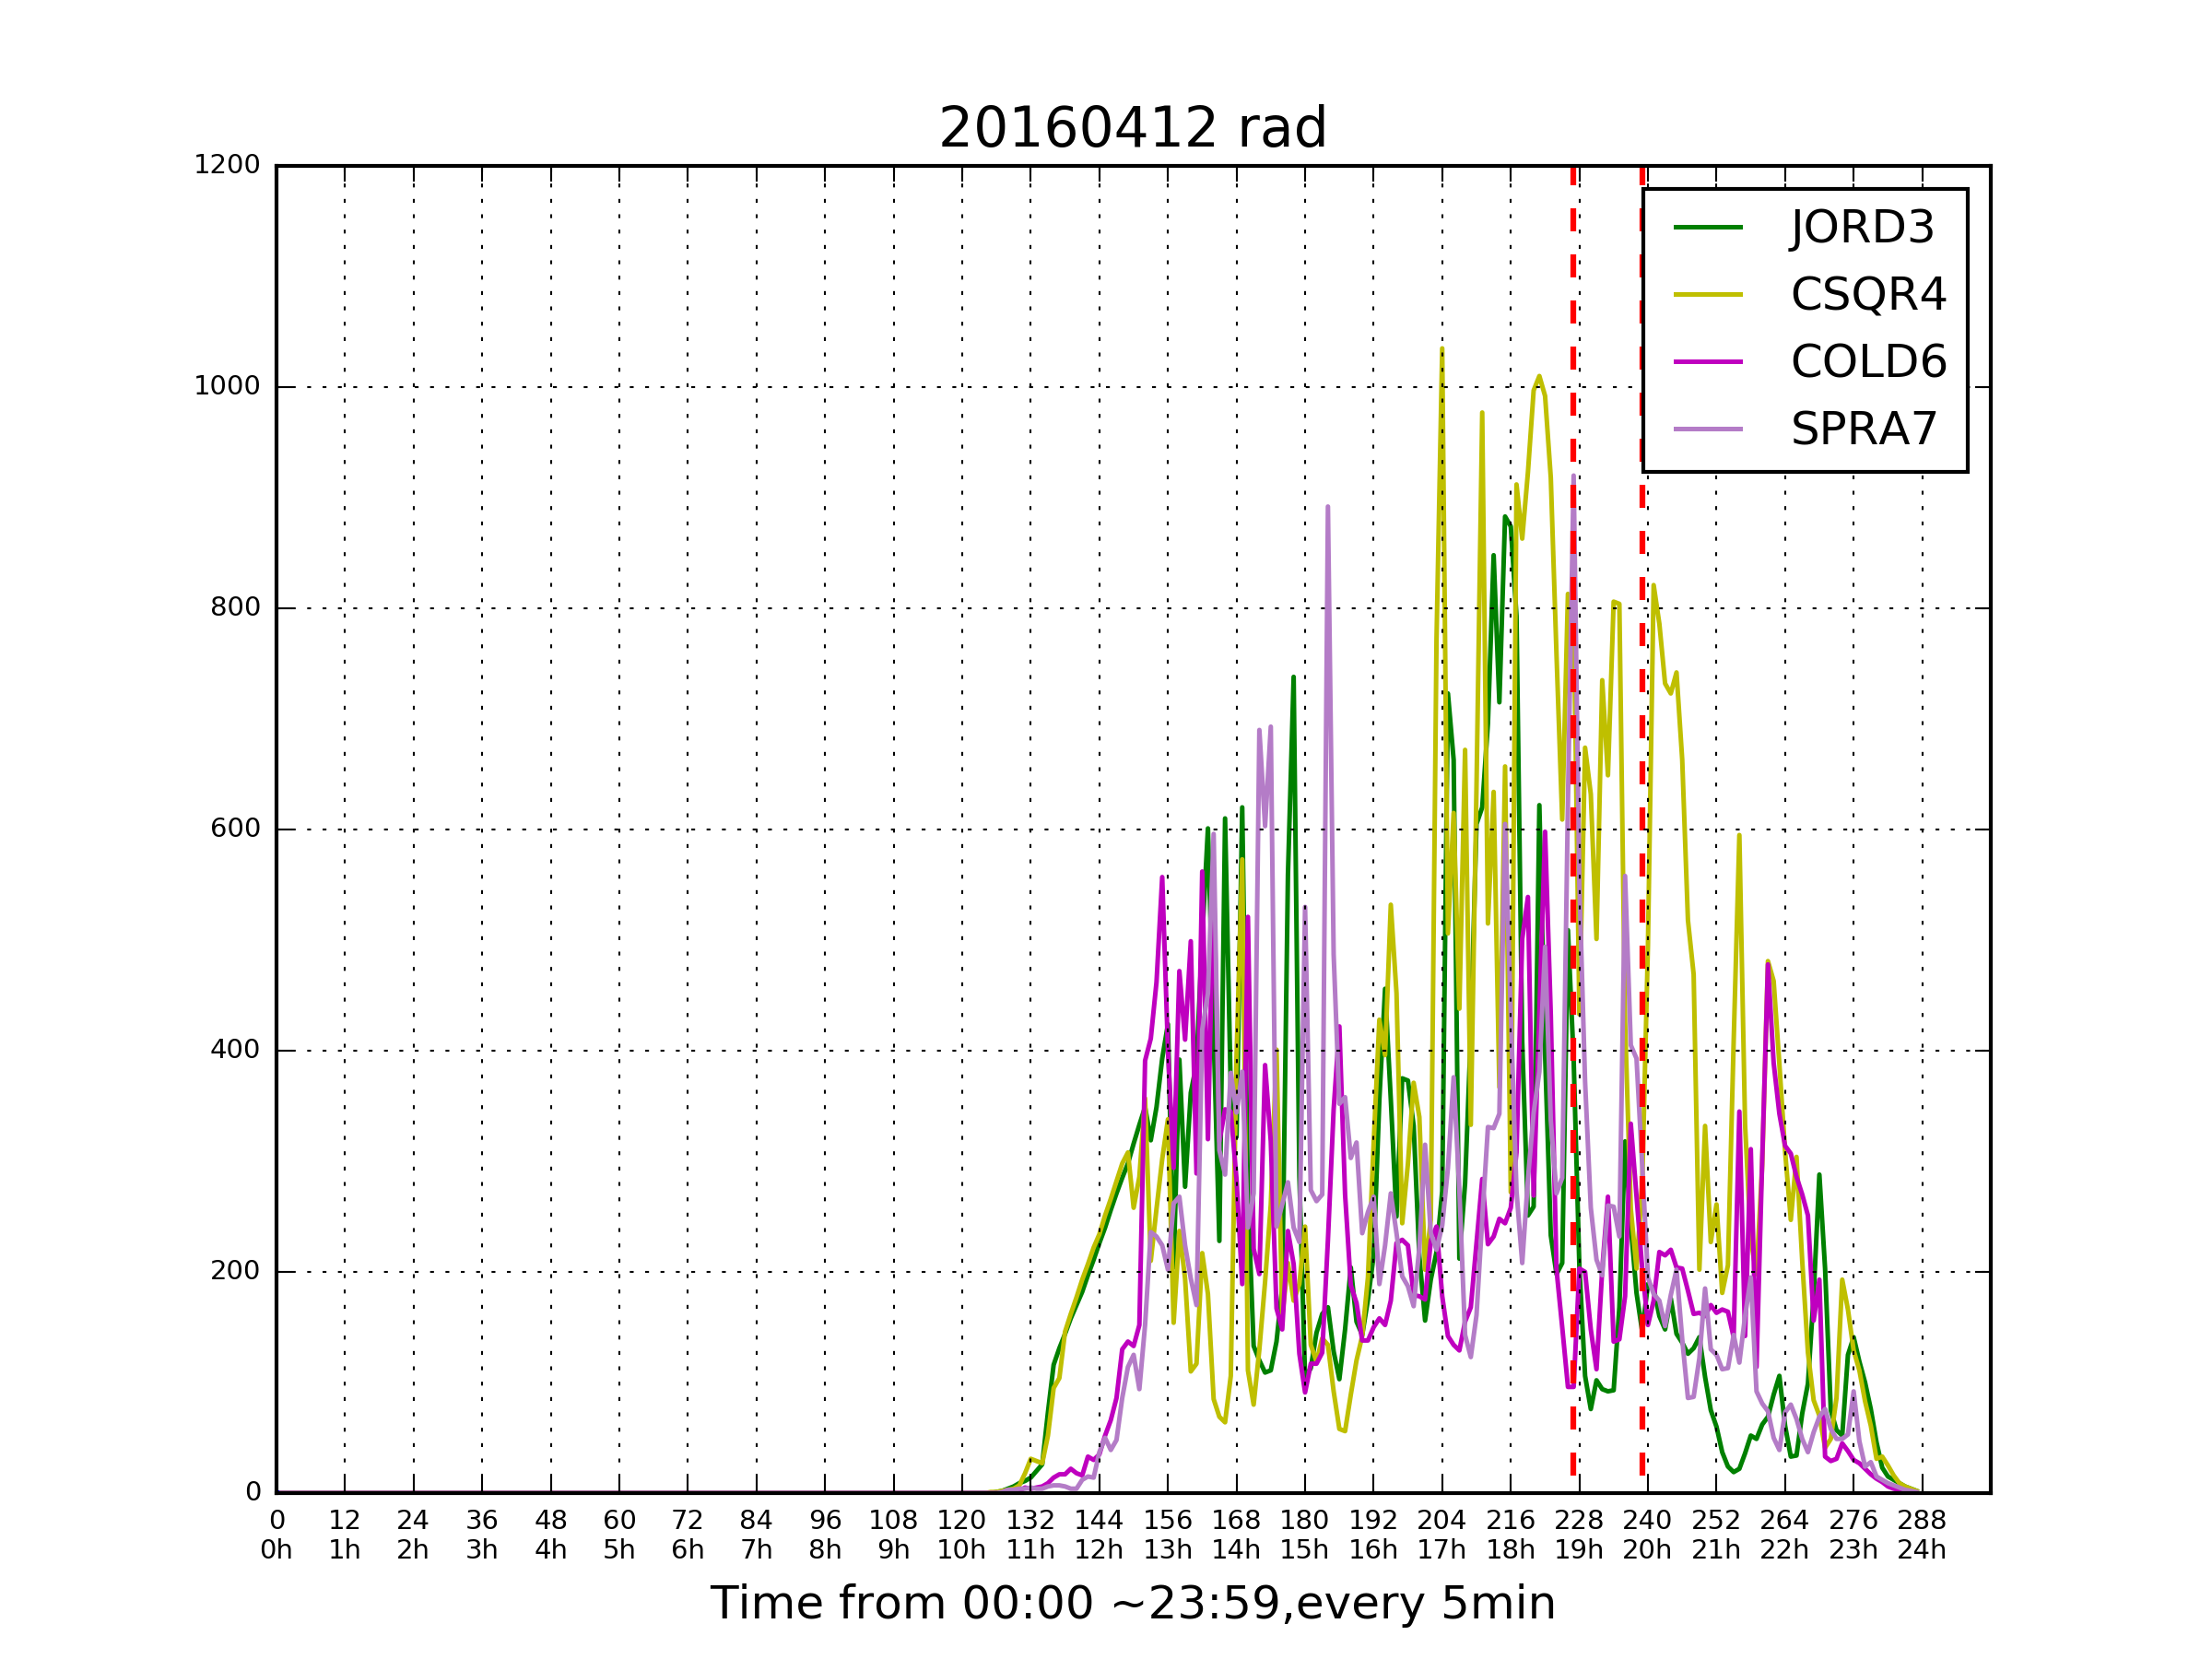 20160412 rad
1200
1000
800
600
400
200
0
JORD3
CSQR4
COLD6
SPRA7
0 12 24 36 48 60 72 84 96 108 120 132 144 156 168 180 192 204 216 228 240 252 264 276 288
0h 1h 2h 3h 4h 5h 6h 7h 8h 9h 10h 11h 12h 13h 14h 15h 16h 17h 18h 19h 20h 21h 22h 23h 24h
Time from 00:00 ~23:59,every 5min